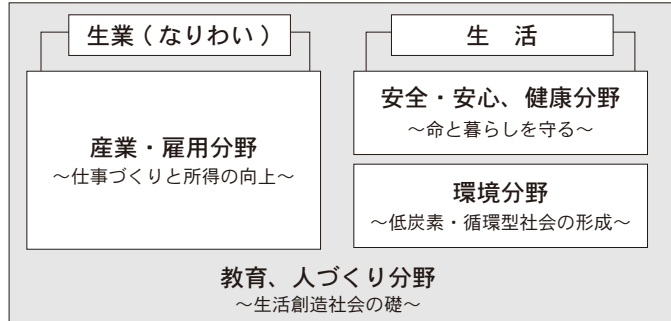 生業(なりわい)
産業・雇用分野
～仕事づくりと所得の向上～
生　活
安全・安心、健康分野
～命と暮らしを守る～
環境分野
～低炭素・循環型社会の形成～
教育、人づくり分野
～生活創造社会の礎～